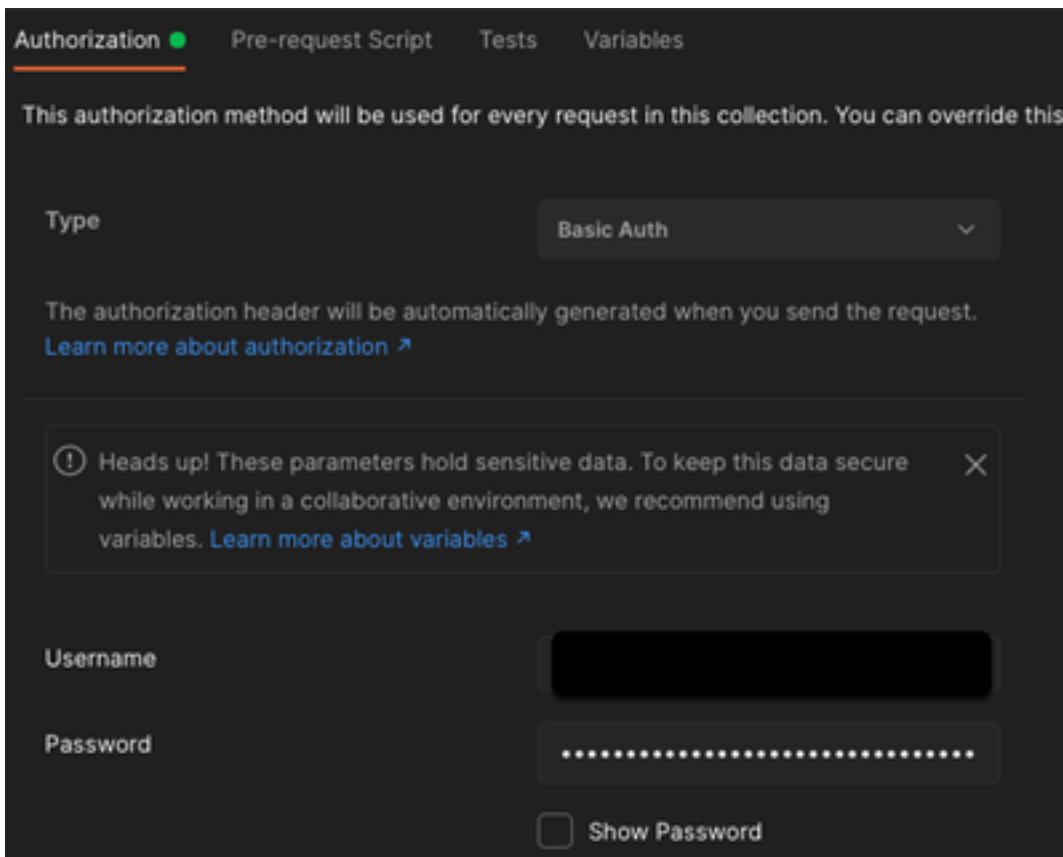 Authorization Pre-request Script Tests Variables
This authorization method will be used for every request in this collection. You can override this
Type Basic Auth
The authorization header will be automatically generated when you send the request.
Learn more about authorization ↗
Heads up! These parameters hold sensitive data. To keep this data secure
while working in a collaborative environment, we recommend using
variables. Learn more about variables ↗
Username
Password ••••••••••••••••••••••••••••••••
Show Password